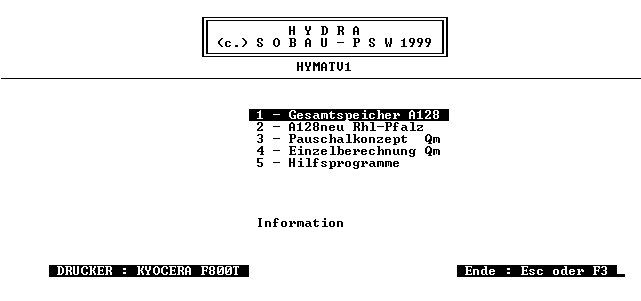 H Y D R A
(c.) S O B A U - P S W 1999
HYMATV1
1 - Gesamtspeicher A128
2 - A128neu Rhl-Pfalz
3 - Pauschalkonzept Qm
4 - Einzelberechnung Qm
5 - Hilfsprogramme
Information
DRUCKER : KYOCERA F800T
Ende : Esc oder F3